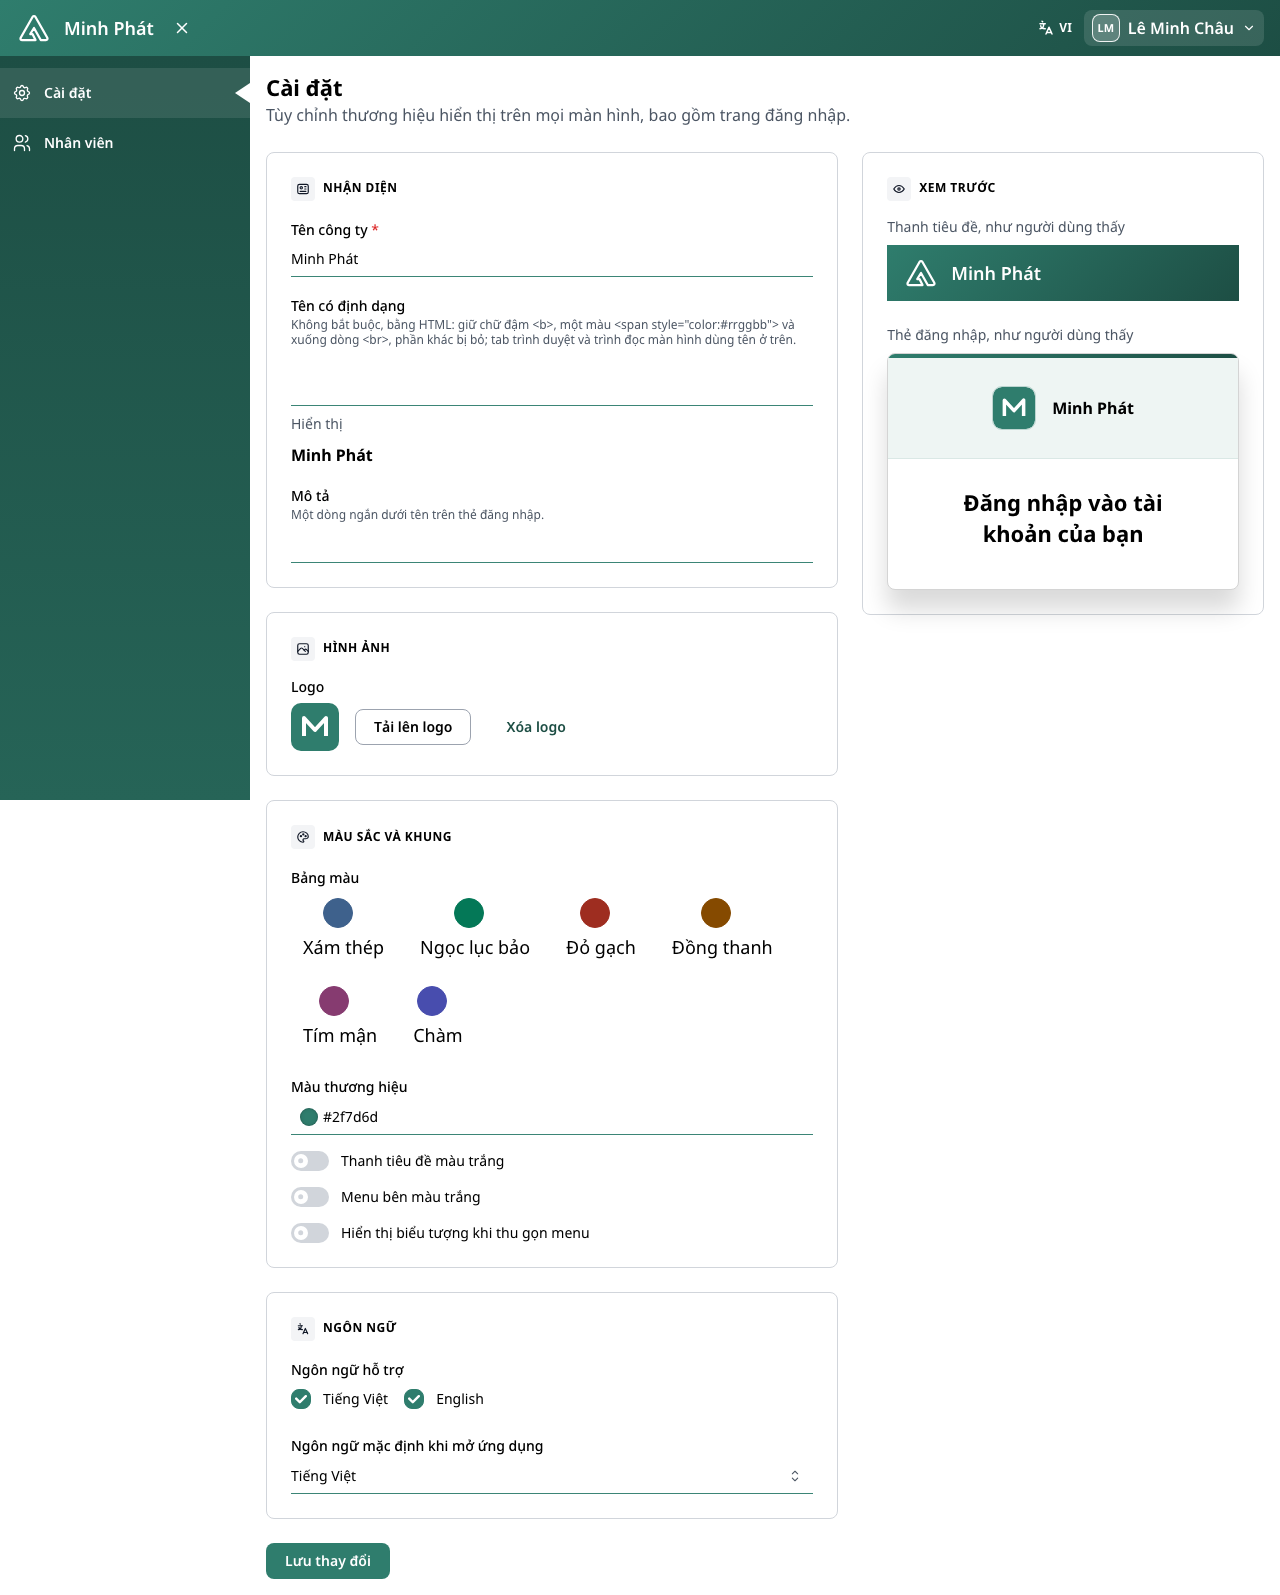 Minh Phát
VI
LM
Lê Minh Châu
Cài đặt
Nhân viên
Cài đặt
Tùy chỉnh thương hiệu hiển thị trên mọi màn hình, bao gồm trang đăng nhập.
NHẬN DIỆN
Tên công ty *
Minh Phát
Tên có định dạng
Không bắt buộc, bằng HTML: giữ chữ đậm <b>, một màu <span style="color:#rrggbb"> và
xuống dòng <br>, phần khác bị bỏ; tab trình duyệt và trình đọc màn hình dùng tên ở trên.
Hiển thị
Minh Phát
Mô tả
Một dòng ngắn dưới tên trên thẻ đăng nhập.
XEM TRƯỚC
Thanh tiêu đề, như người dùng thấy
Minh Phát
Thẻ đăng nhập, như người dùng thấy
Minh Phát
Đăng nhập vào tài
khoản của bạn
HÌNH ẢNH
Logo
Tải lên logo
Xóa logo
MÀU SẮC VÀ KHUNG
Bảng màu
Xám thép
Ngọc lục bảo
Đỏ gạch
Đồng thanh
Tím mận
Chàm
Màu thương hiệu
#2f7d6d
Thanh tiêu đề màu trắng
Menu bên màu trắng
Hiển thị biểu tượng khi thu gọn menu
NGÔN NGỮ
Ngôn ngữ hỗ trợ
Tiếng Việt
English
Ngôn ngữ mặc định khi mở ứng dụng
Tiếng Việt
Lưu thay đổi